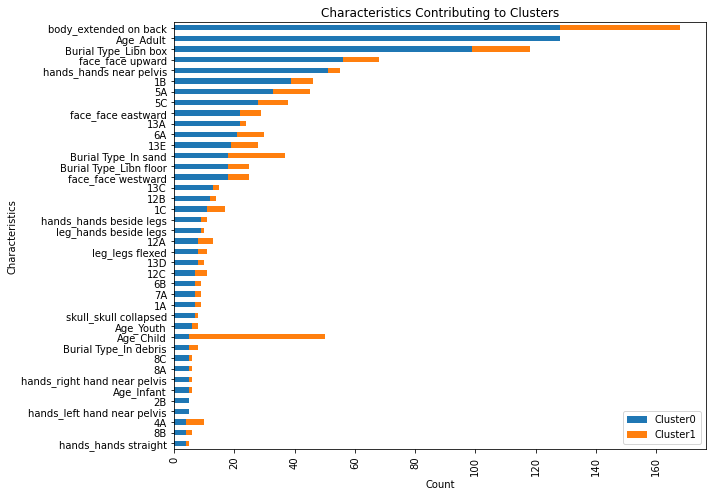 Characteristics Contributing to Clusters
body_extended on back
Age_Adult
Burial Type_Libn box
face_face upward
hands_hands near pelvis
1B
5A
5C
face_face eastward
13A
6A
13E
Burial Type_In sand
Burial Type_Libn floor
face_face westward
13C
12B
1C
hands_hands beside legs
leg_hands beside legs
12A
leg_legs flexed
13D
12C
6B
7A
1A
skull_skull collapsed
Age_Youth
Age_Child
Burial Type_In debris
8C
8A
hands_right hand near pelvis
Age_Infant
2B
hands_left hand near pelvis
4A
8B
hands_hands straight
Characteristics
0
20
40
60
80
100
120
140
160
Count
Cluster0
Cluster1